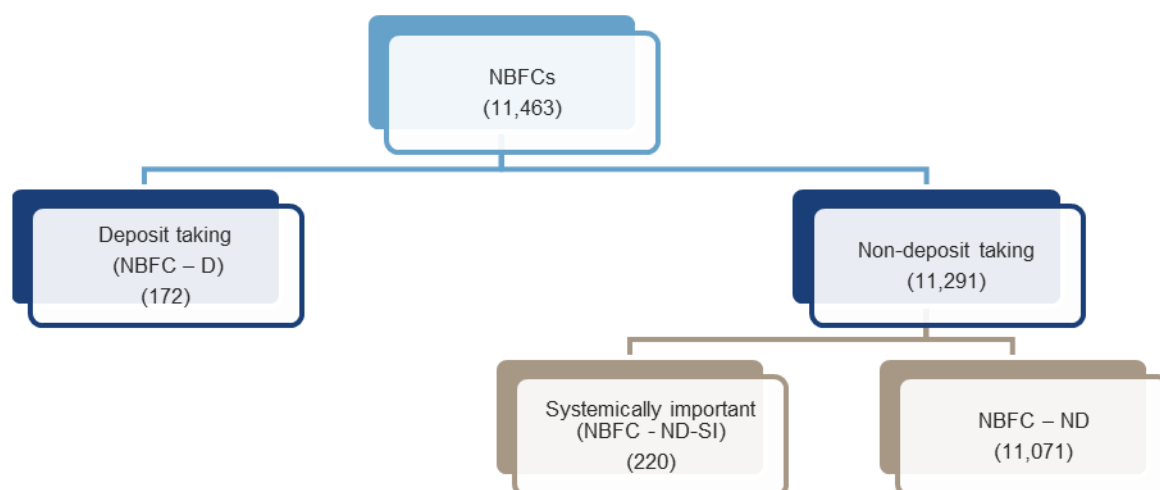 NBFCs
(11,463)
Deposit taking
(NBFC – D)
(172)
Non-deposit taking
(11,291)
Systemically important
(NBFC - ND-SI)
(220)
NBFC – ND
(11,071)